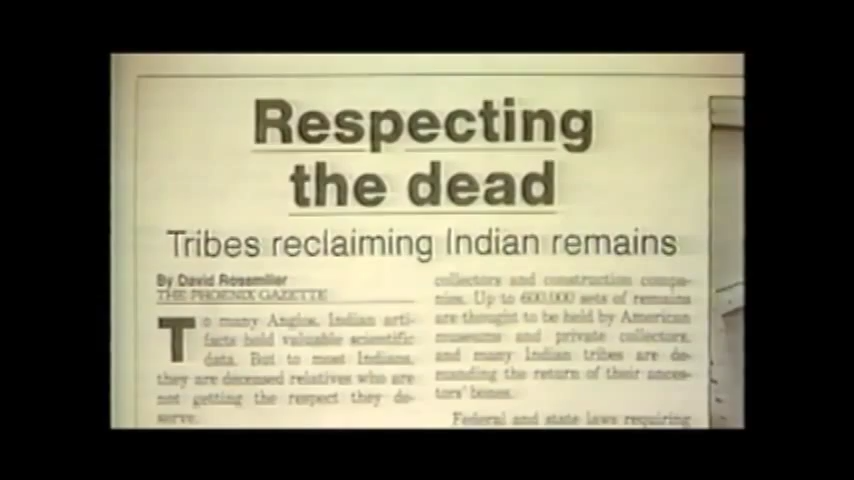 Respecting
the dead
Tribes reclaiming Indian remains
By David Rossmiller
THE PHOENIX GAZETTE
To many Anglos, Indian arti-
facts hold valuable scientific
data. But to most Indians,
they are deceased relatives who are
not getting the respect they de-
serve.
collectors and construction compa-
nies. Up to 600,000 sets of remains
are thought to be held by American
museums and private collectors,
and many Indian tribes are de-
manding the return of their ances-
tors' bones.
Federal and state laws requiring